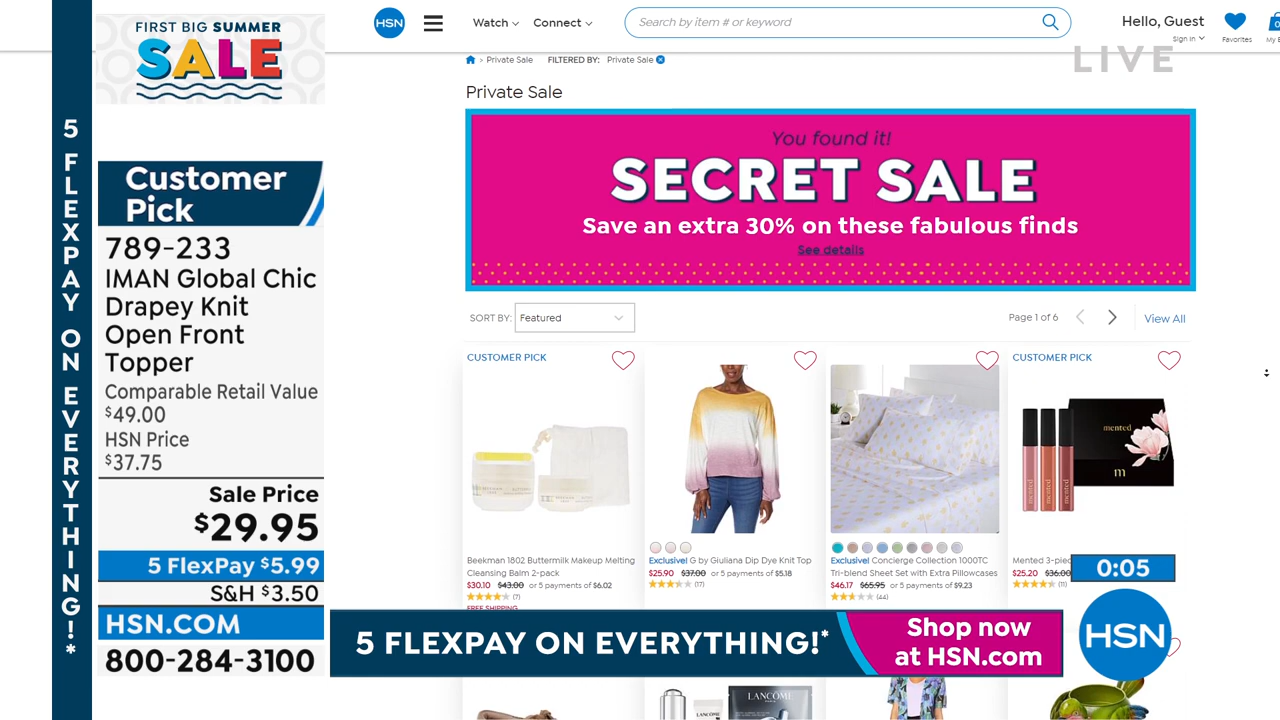 5 FLEXPAY ON EVERYTHING!*
FIRST BIG SUMMER
SALE
Customer
Pick
789-233
IMAN Global Chic
Drapey Knit
Open Front
Topper
Comparable Retail Value
$49.00
HSN Price
$37.75
Sale Price
$29.95
5 FlexPay $5.99
S&H $3.50
HSN.COM
800-284-3100
HSN
Watch
Connect
Search by item # or keyword
Hello, Guest
Sign In
Favorites
0
LIVE
› Private Sale FILTERED BY: Private Sale
Private Sale
You found it!
SECRET SALE
Save an extra 30% on these fabulous finds
See details
SORT BY: Featured
Page 1 of 6
View All
CUSTOMER PICK
Beekman 1802 Buttermilk Makeup Melting
Cleansing Balm 2-pack
$30.10 $43.00 or 5 payments of $6.02
(7)
FREE SHIPPING
Exclusive! G by Giuliana Dip Dye Knit Top
$25.90 $37.00 or 5 payments of $5.18
(17)
Exclusive! Concierge Collection 1000TC
Tri-blend Sheet Set with Extra Pillowcases
$46.17 $65.95 or 5 payments of $9.23
(44)
CUSTOMER PICK
mented
m
mented
mented
mented
Mented 3-piec
$25.20 $36.00
(11)
0:05
5 FLEXPAY ON EVERYTHING!*
Shop now
at HSN.com
HSN
LANCÔME
LANCÔME